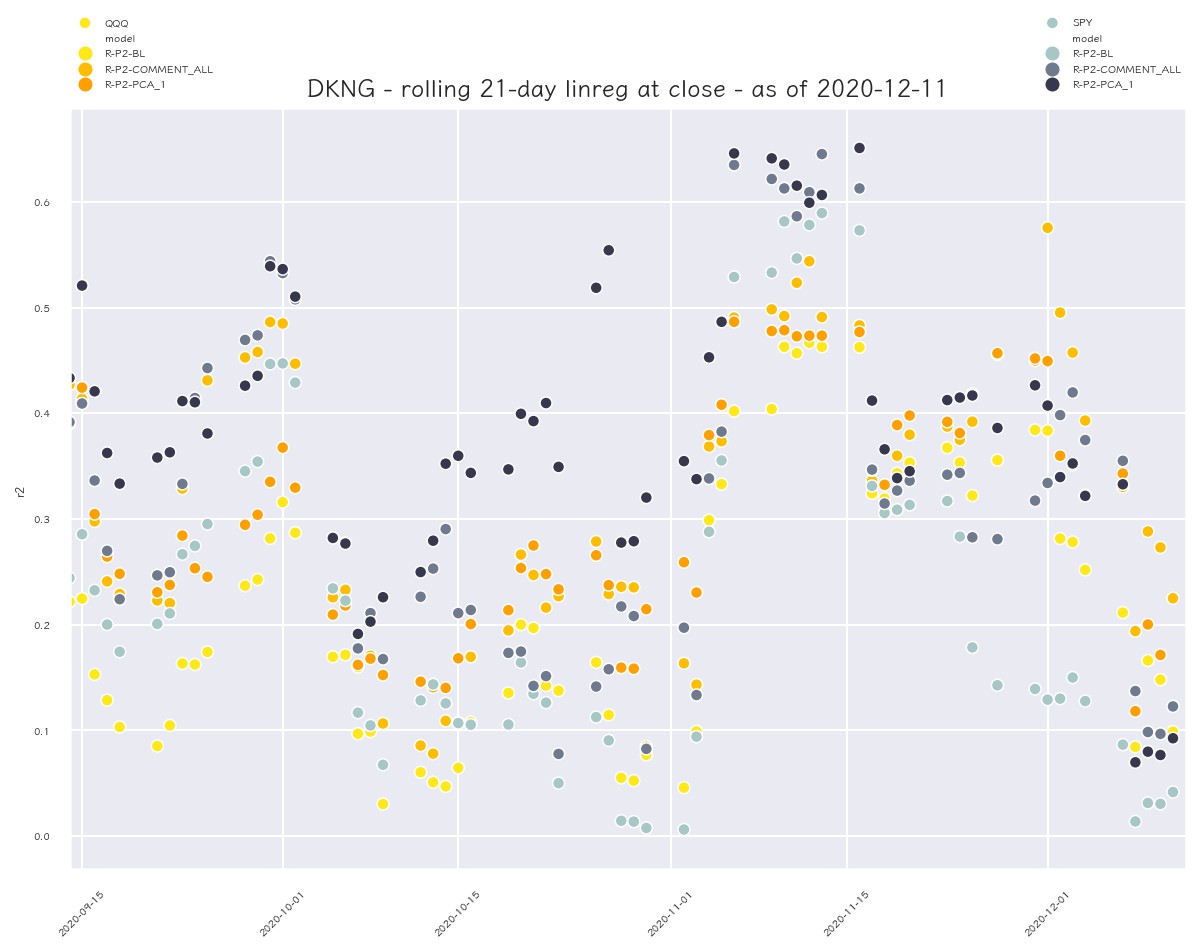 QQQ
model
R-P2-BL
R-P2-COMMENT_ALL
R-P2-PCA_1
SPY
model
R-P2-BL
R-P2-COMMENT_ALL
R-P2-PCA_1
DKNG - rolling 21-day linreg at close - as of 2020-12-11
r2
0.6
0.5
0.4
0.3
0.2
0.1
0.0
2020-09-15
2020-10-01
2020-10-15
2020-11-01
2020-11-15
2020-12-01